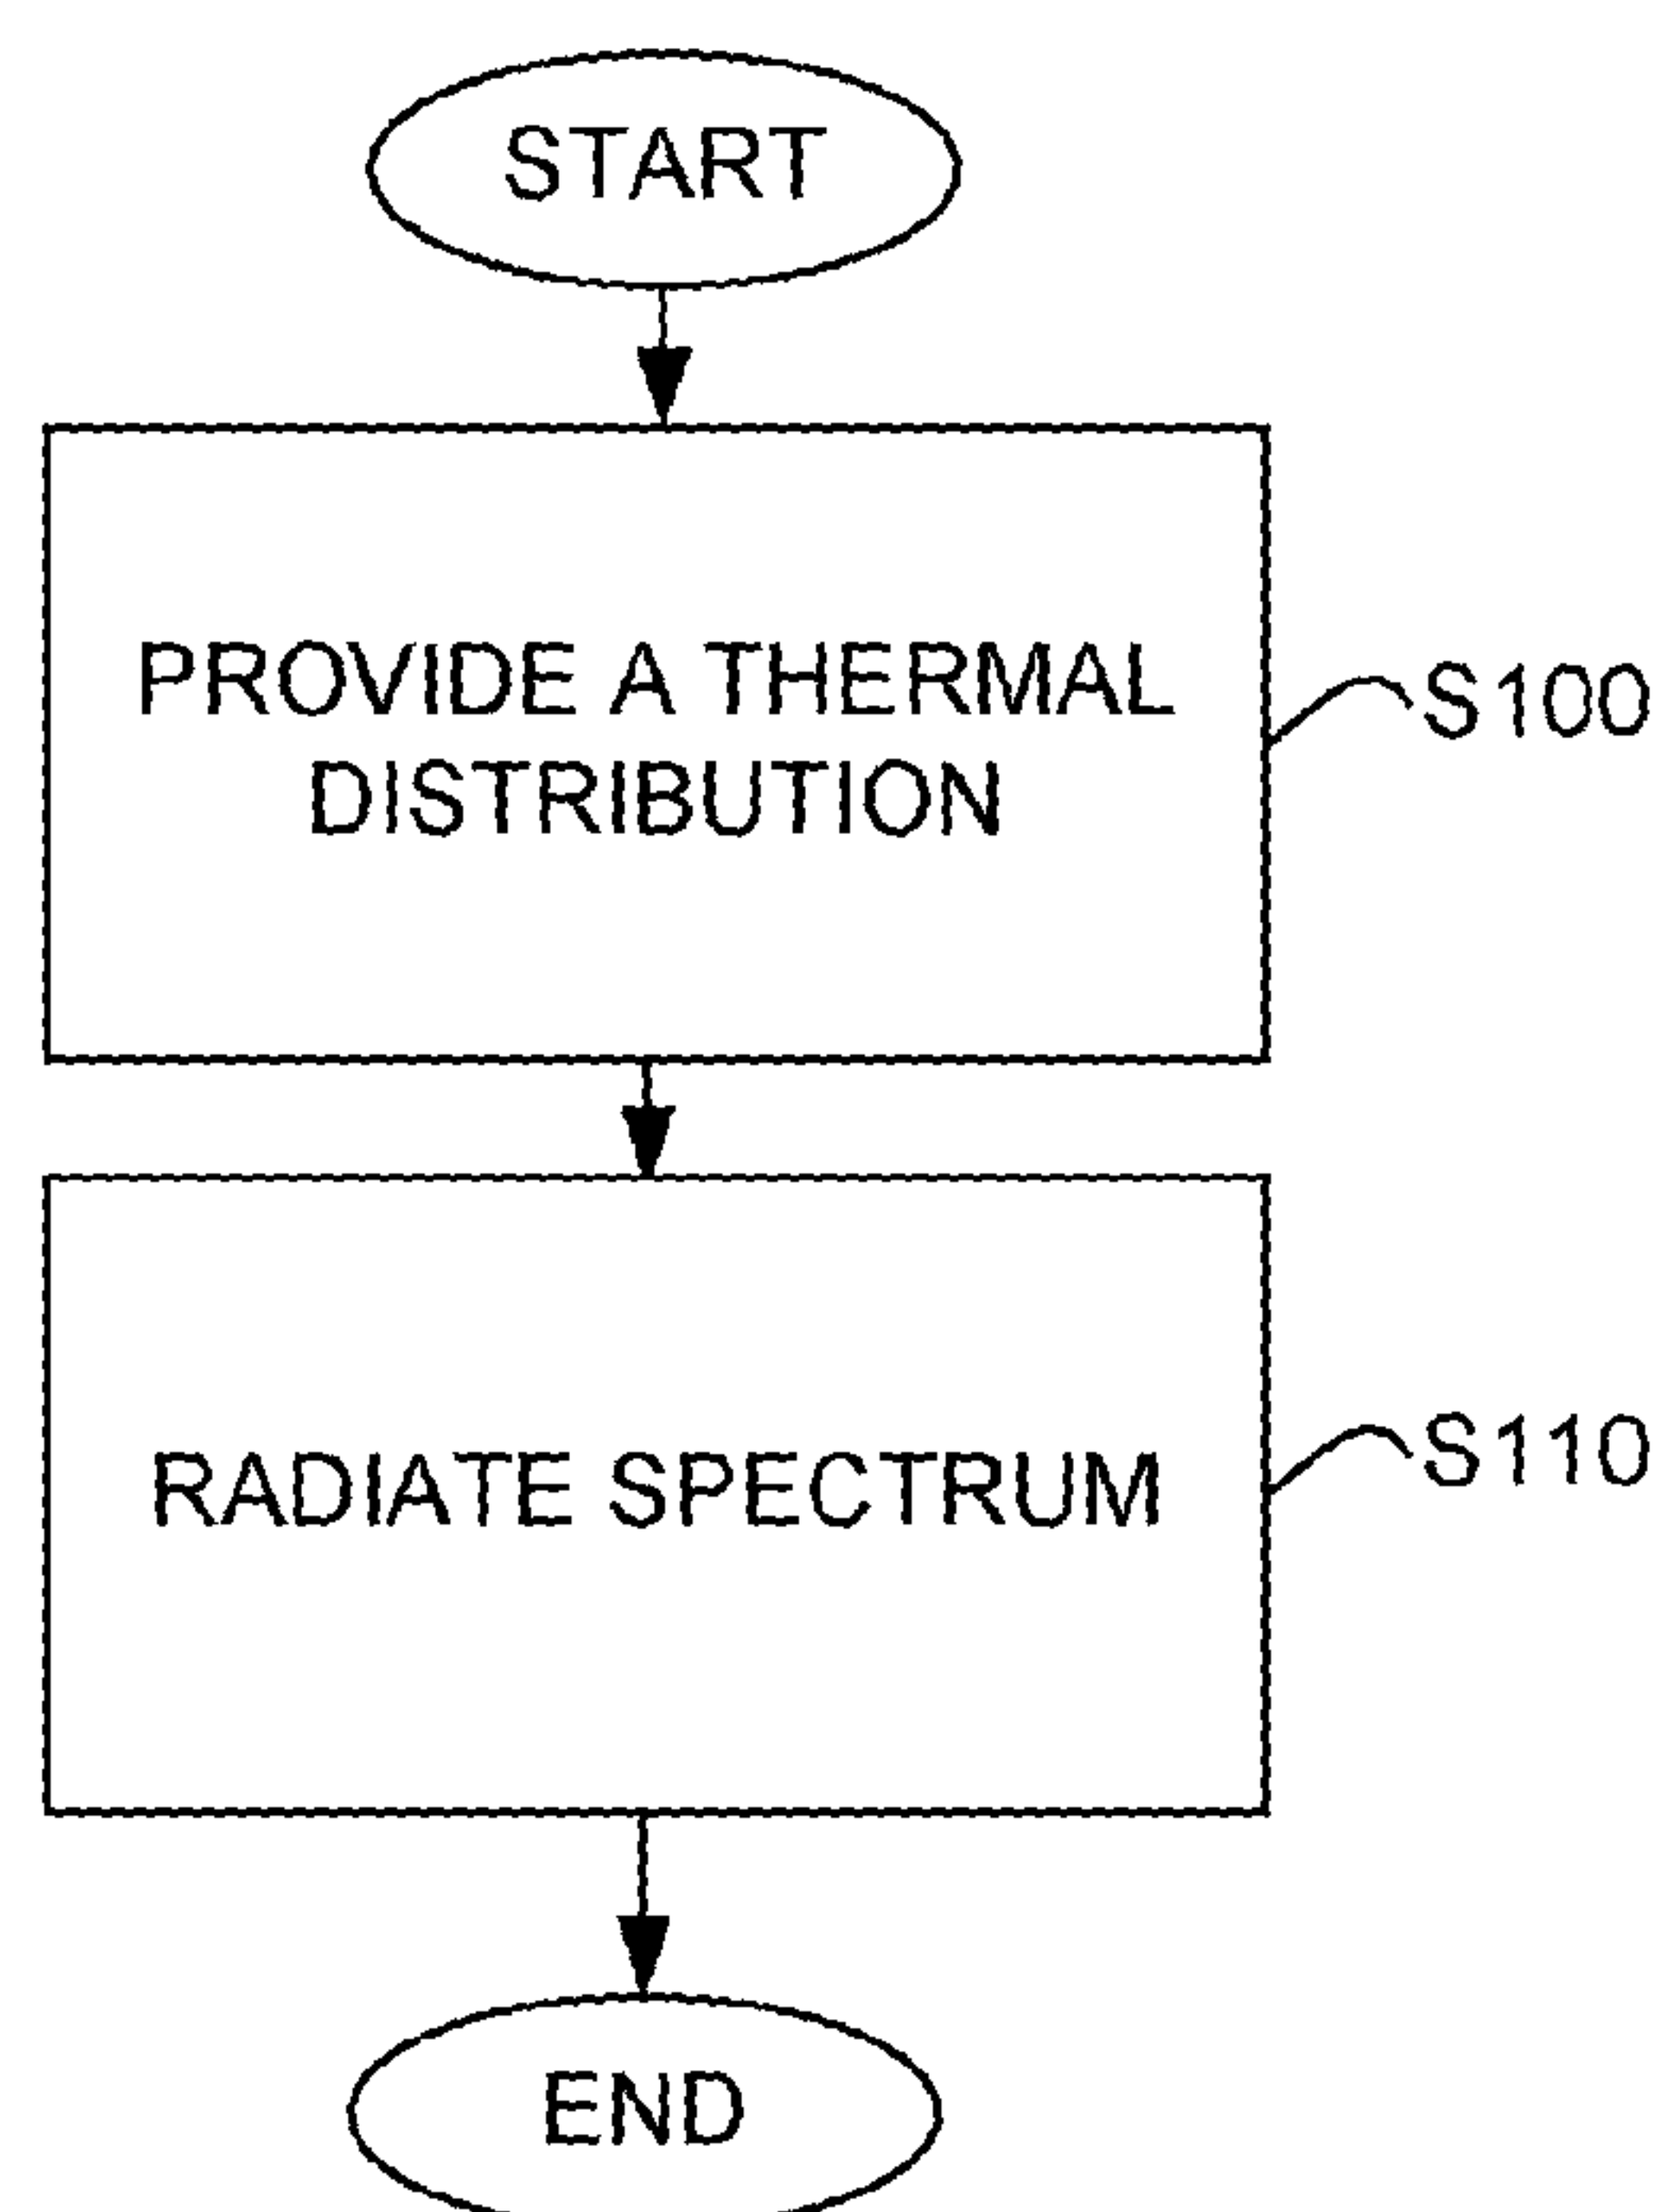 START
PROVIDE A THERMAL
DISTRIBUTION
S100
RADIATE SPECTRUM
S110
END